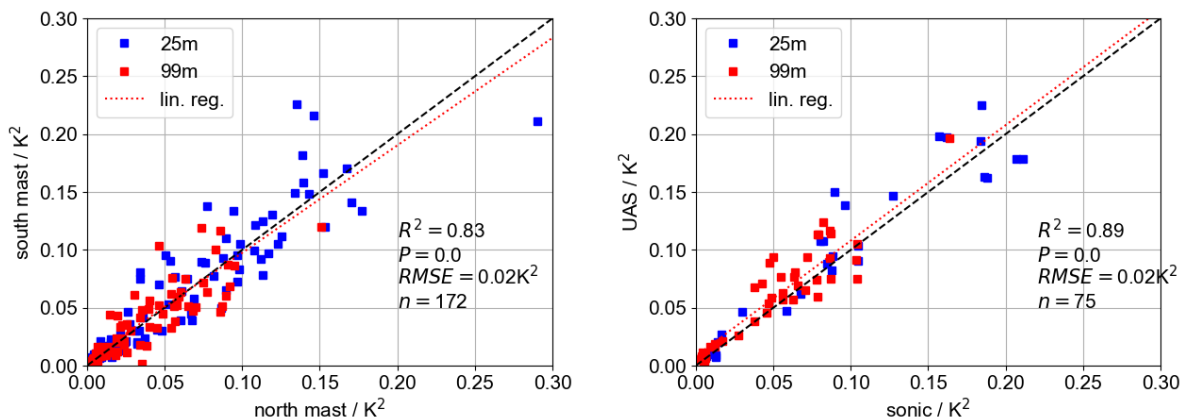 0.30
0.25
0.20
0.15
0.10
0.05
0.00
south mast / K²
25m
99m
lin. reg.
R² = 0.83
P = 0.0
RMSE = 0.02K²
n = 172
0.00 0.05 0.10 0.15 0.20 0.25 0.30
north mast / K²
0.30
0.25
0.20
0.15
0.10
0.05
0.00
UAS / K²
25m
99m
lin. reg.
R² = 0.89
P = 0.0
RMSE = 0.02K²
n = 75
0.00 0.05 0.10 0.15 0.20 0.25 0.30
sonic / K²